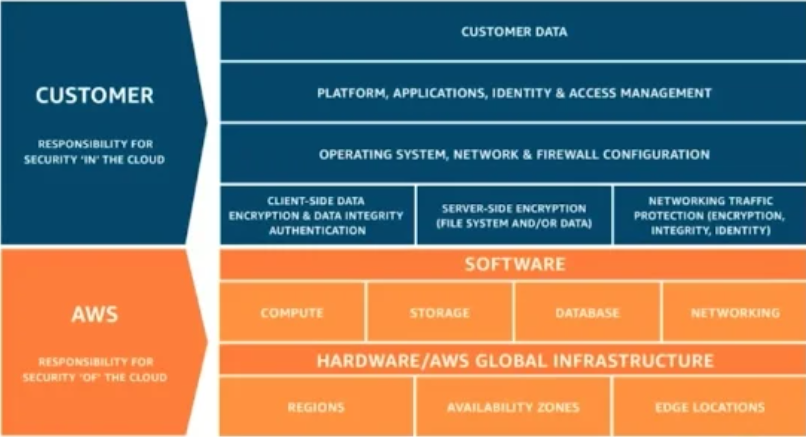 CUSTOMER
RESPONSIBILITY FOR
SECURITY 'IN' THE CLOUD
CUSTOMER DATA
PLATFORM, APPLICATIONS, IDENTITY & ACCESS MANAGEMENT
OPERATING SYSTEM, NETWORK & FIREWALL CONFIGURATION
CLIENT-SIDE DATA
ENCRYPTION & DATA INTEGRITY
AUTHENTICATION
SERVER-SIDE ENCRYPTION
(FILE SYSTEM AND/OR DATA)
NETWORKING TRAFFIC
PROTECTION (ENCRYPTION,
INTEGRITY, IDENTITY)
AWS
RESPONSIBILITY FOR
SECURITY 'OF' THE CLOUD
SOFTWARE
COMPUTE
STORAGE
DATABASE
NETWORKING
HARDWARE/AWS GLOBAL INFRASTRUCTURE
REGIONS
AVAILABILITY ZONES
EDGE LOCATIONS